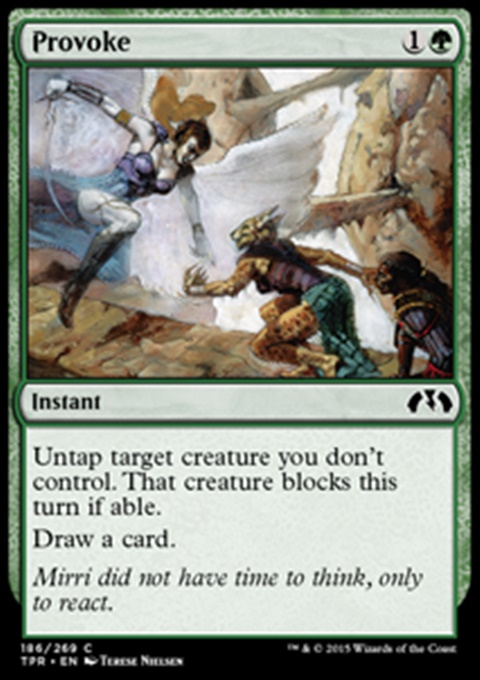 Provoke 1
Instant
Untap target creature you don't
control. That creature blocks this
turn if able.
Draw a card.
Mirri did not have time to think, only
to react.
186/269 C
TPR • EN Terese Nielsen
™ & © 2015 Wizards of the Coast